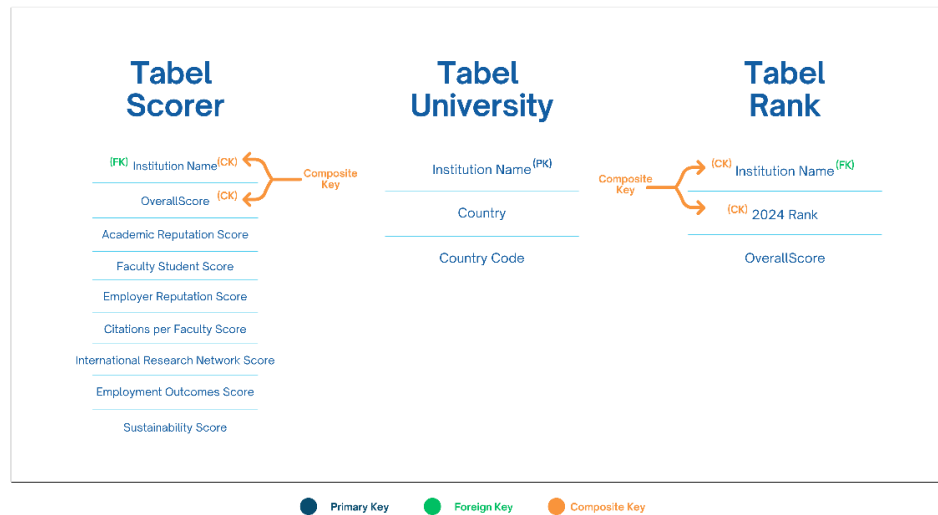 Tabel
Scorer
(FK) Institution Name (CK)
OverallScore (CK)
Academic Reputation Score
Faculty Student Score
Employer Reputation Score
Citations per Faculty Score
International Research Network Score
Employment Outcomes Score
Sustainability Score
Composite
Key
Tabel
University
Institution Name (PK)
Country
Country Code
Composite
Key
Tabel
Rank
(CK) Institution Name (FK)
(CK) 2024 Rank
OverallScore
Primary Key
Foreign Key
Composite Key